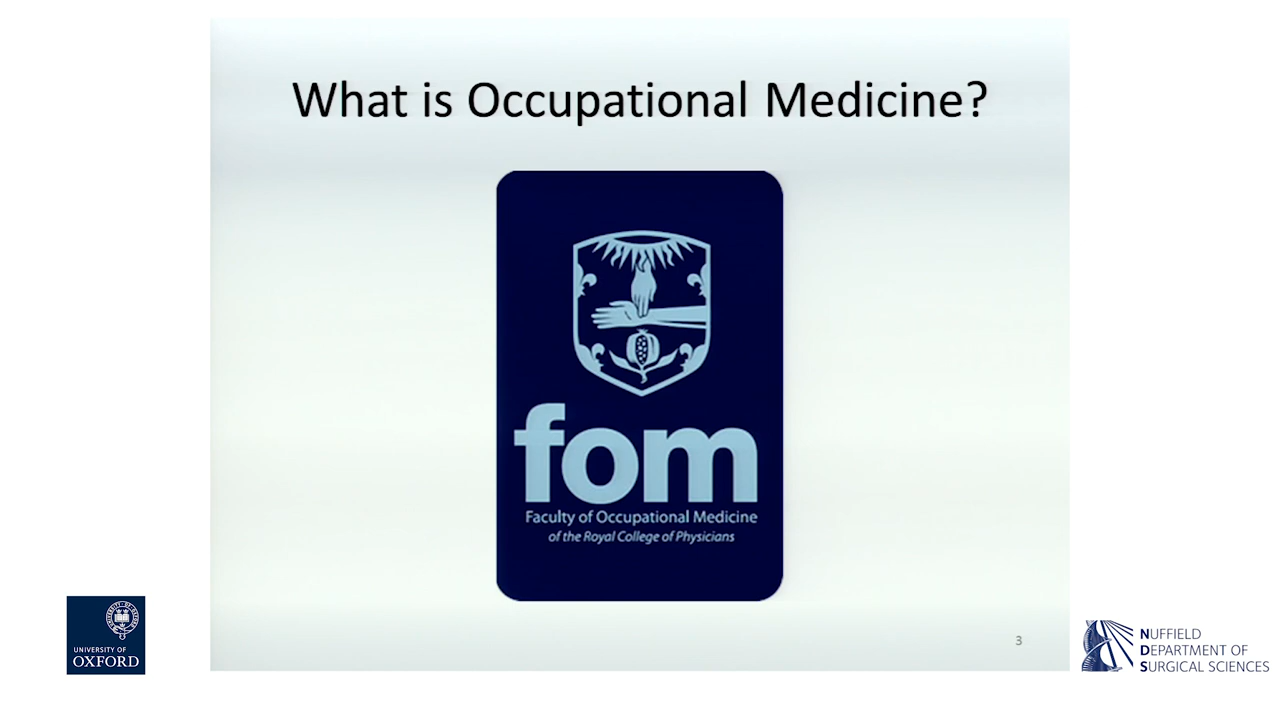 What is Occupational Medicine?
fom
Faculty of Occupational Medicine
of the Royal College of Physicians
3
UNIVERSITY OF
OXFORD
NUFFIELD
DEPARTMENT OF
SURGICAL SCIENCES